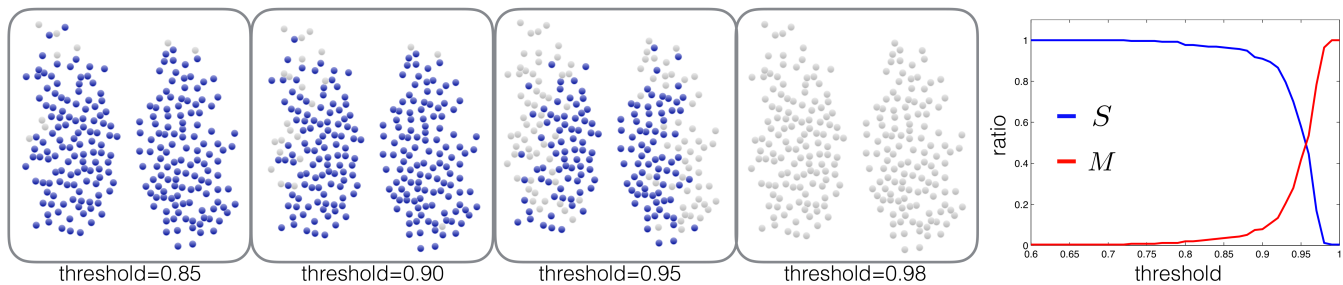 threshold=0.85
threshold=0.90
threshold=0.95
threshold=0.98
ratio
1
0.8
0.6
0.4
0.2
0
S
M
0.6 0.65 0.7 0.75 0.8 0.85 0.9 0.95 1
threshold